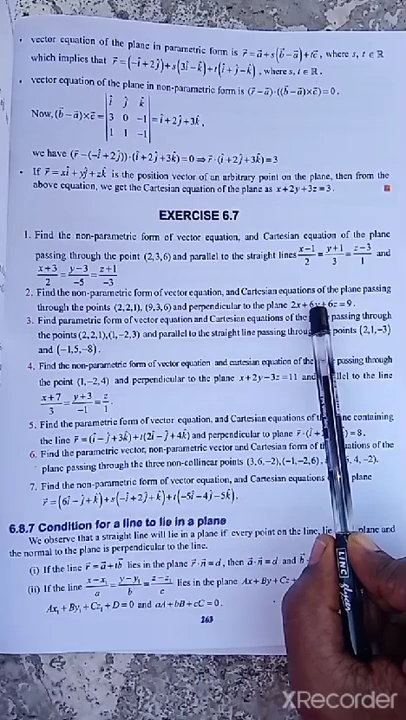 • vector equation of the plane in parametric form is r⃗ = a⃗ + s(b⃗ − a⃗) + tc⃗, where s, t ∈ ℝ
which implies that r⃗ = (−î + 2ĵ) + s(3î − k̂) + t(î + ĵ − k̂), where s, t ∈ ℝ.
• vector equation of the plane in non-parametric form is (r⃗ − a⃗)·((b⃗ − a⃗)×c⃗) = 0.
Now, (b⃗ − a⃗)×c⃗ = | î ĵ k̂ ; 3 0 −1 ; 1 1 −1 | = î + 2ĵ + 3k̂,
we have (r⃗ − (−î + 2ĵ))·(î + 2ĵ + 3k̂) = 0 ⇒ r⃗·(î + 2ĵ + 3k̂) = 3
• If r⃗ = xî + yĵ + zk̂ is the position vector of an arbitrary point on the plane, then from the
above equation, we get the Cartesian equation of the plane as x + 2y + 3z = 3.
EXERCISE 6.7
1. Find the non-parametric form of vector equation, and Cartesian equation of the plane
passing through the point (2,3,6) and parallel to the straight lines (x−1)/2 = (y+1)/3 = (z−3)/1 and
(x+3)/2 = (y−3)/−5 = (z+1)/−3
2. Find the non-parametric form of vector equation, and Cartesian equations of the plane passing
through the points (2,2,1), (9,3,6) and perpendicular to the plane 2x + 6y + 6z = 9.
3. Find parametric form of vector equation and Cartesian equations of the passing through
the points (2,2,1), (1,−2,3) and parallel to the straight line passing points (2,1,−3)
and (−1,5,−8).
4. Find the non-parametric form of vector equation and cartesian equation of the passing through
the point (1,−2,4) and perpendicular to the plane x + 2y − 3z = 11 and to the line
(x+7)/3 = (y+3)/−1 = z/1.
5. Find the parametric form of vector equation, and Cartesian equations of containing
the line r⃗ = (î − ĵ + 3k̂) + t(2î − ĵ + 4k̂) and perpendicular to plane r⃗·(î + ) = 8.
6. Find the parametric vector, non-parametric vector and Cartesian form of of the
plane passing through the three non-collinear points (3,6,−2), (−1,−2,6), 4,−2).
7. Find the non-parametric form of vector equation, and Cartesian equations plane
r⃗ = (6î − ĵ + k̂) + s(−î + 2ĵ + k̂) + t(−5î − 4ĵ − 5k̂).
6.8.7 Condition for a line to lie in a plane
We observe that a straight line will lie in a plane if every point on the line, lie plane and
the normal to the plane is perpendicular to the line.
(i) If the line r⃗ = a⃗ + tb⃗ lies in the plane r⃗·n⃗ = d, then a⃗·n⃗ = d and b⃗
(ii) If the line (x−x₁)/a = (y−y₁)/b = (z−z₁)/c lies in the plane Ax + By + Cz +
Ax₁ + By₁ + Cz₁ + D = 0 and aA + bB + cC = 0.
263
LINC
XRecorder